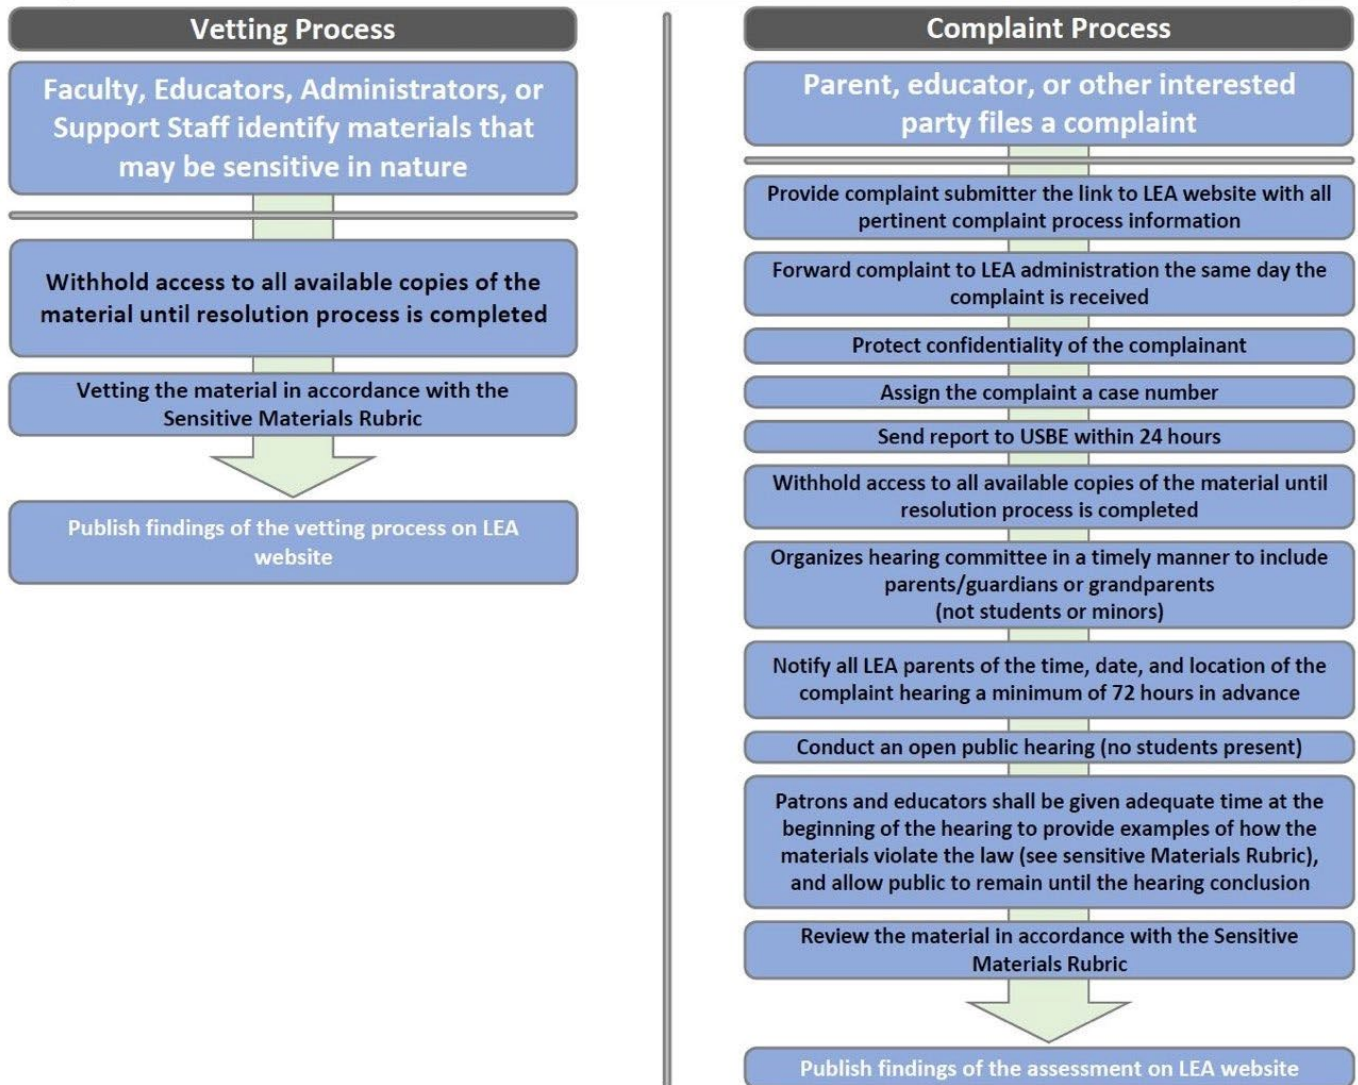 Vetting Process
Faculty, Educators, Administrators, or
Support Staff identify materials that
may be sensitive in nature
Withhold access to all available copies of the
material until resolution process is completed
Vetting the material in accordance with the
Sensitive Materials Rubric
Publish findings of the vetting process on LEA
website
Complaint Process
Parent, educator, or other interested
party files a complaint
Provide complaint submitter the link to LEA website with all
pertinent complaint process information
Forward complaint to LEA administration the same day the
complaint is received
Protect confidentiality of the complainant
Assign the complaint a case number
Send report to USBE within 24 hours
Withhold access to all available copies of the material until
resolution process is completed
Organizes hearing committee in a timely manner to include
parents/guardians or grandparents
(not students or minors)
Notify all LEA parents of the time, date, and location of the
complaint hearing a minimum of 72 hours in advance
Conduct an open public hearing (no students present)
Patrons and educators shall be given adequate time at the
beginning of the hearing to provide examples of how the
materials violate the law (see sensitive Materials Rubric),
and allow public to remain until the hearing conclusion
Review the material in accordance with the Sensitive
Materials Rubric
Publish findings of the assessment on LEA website